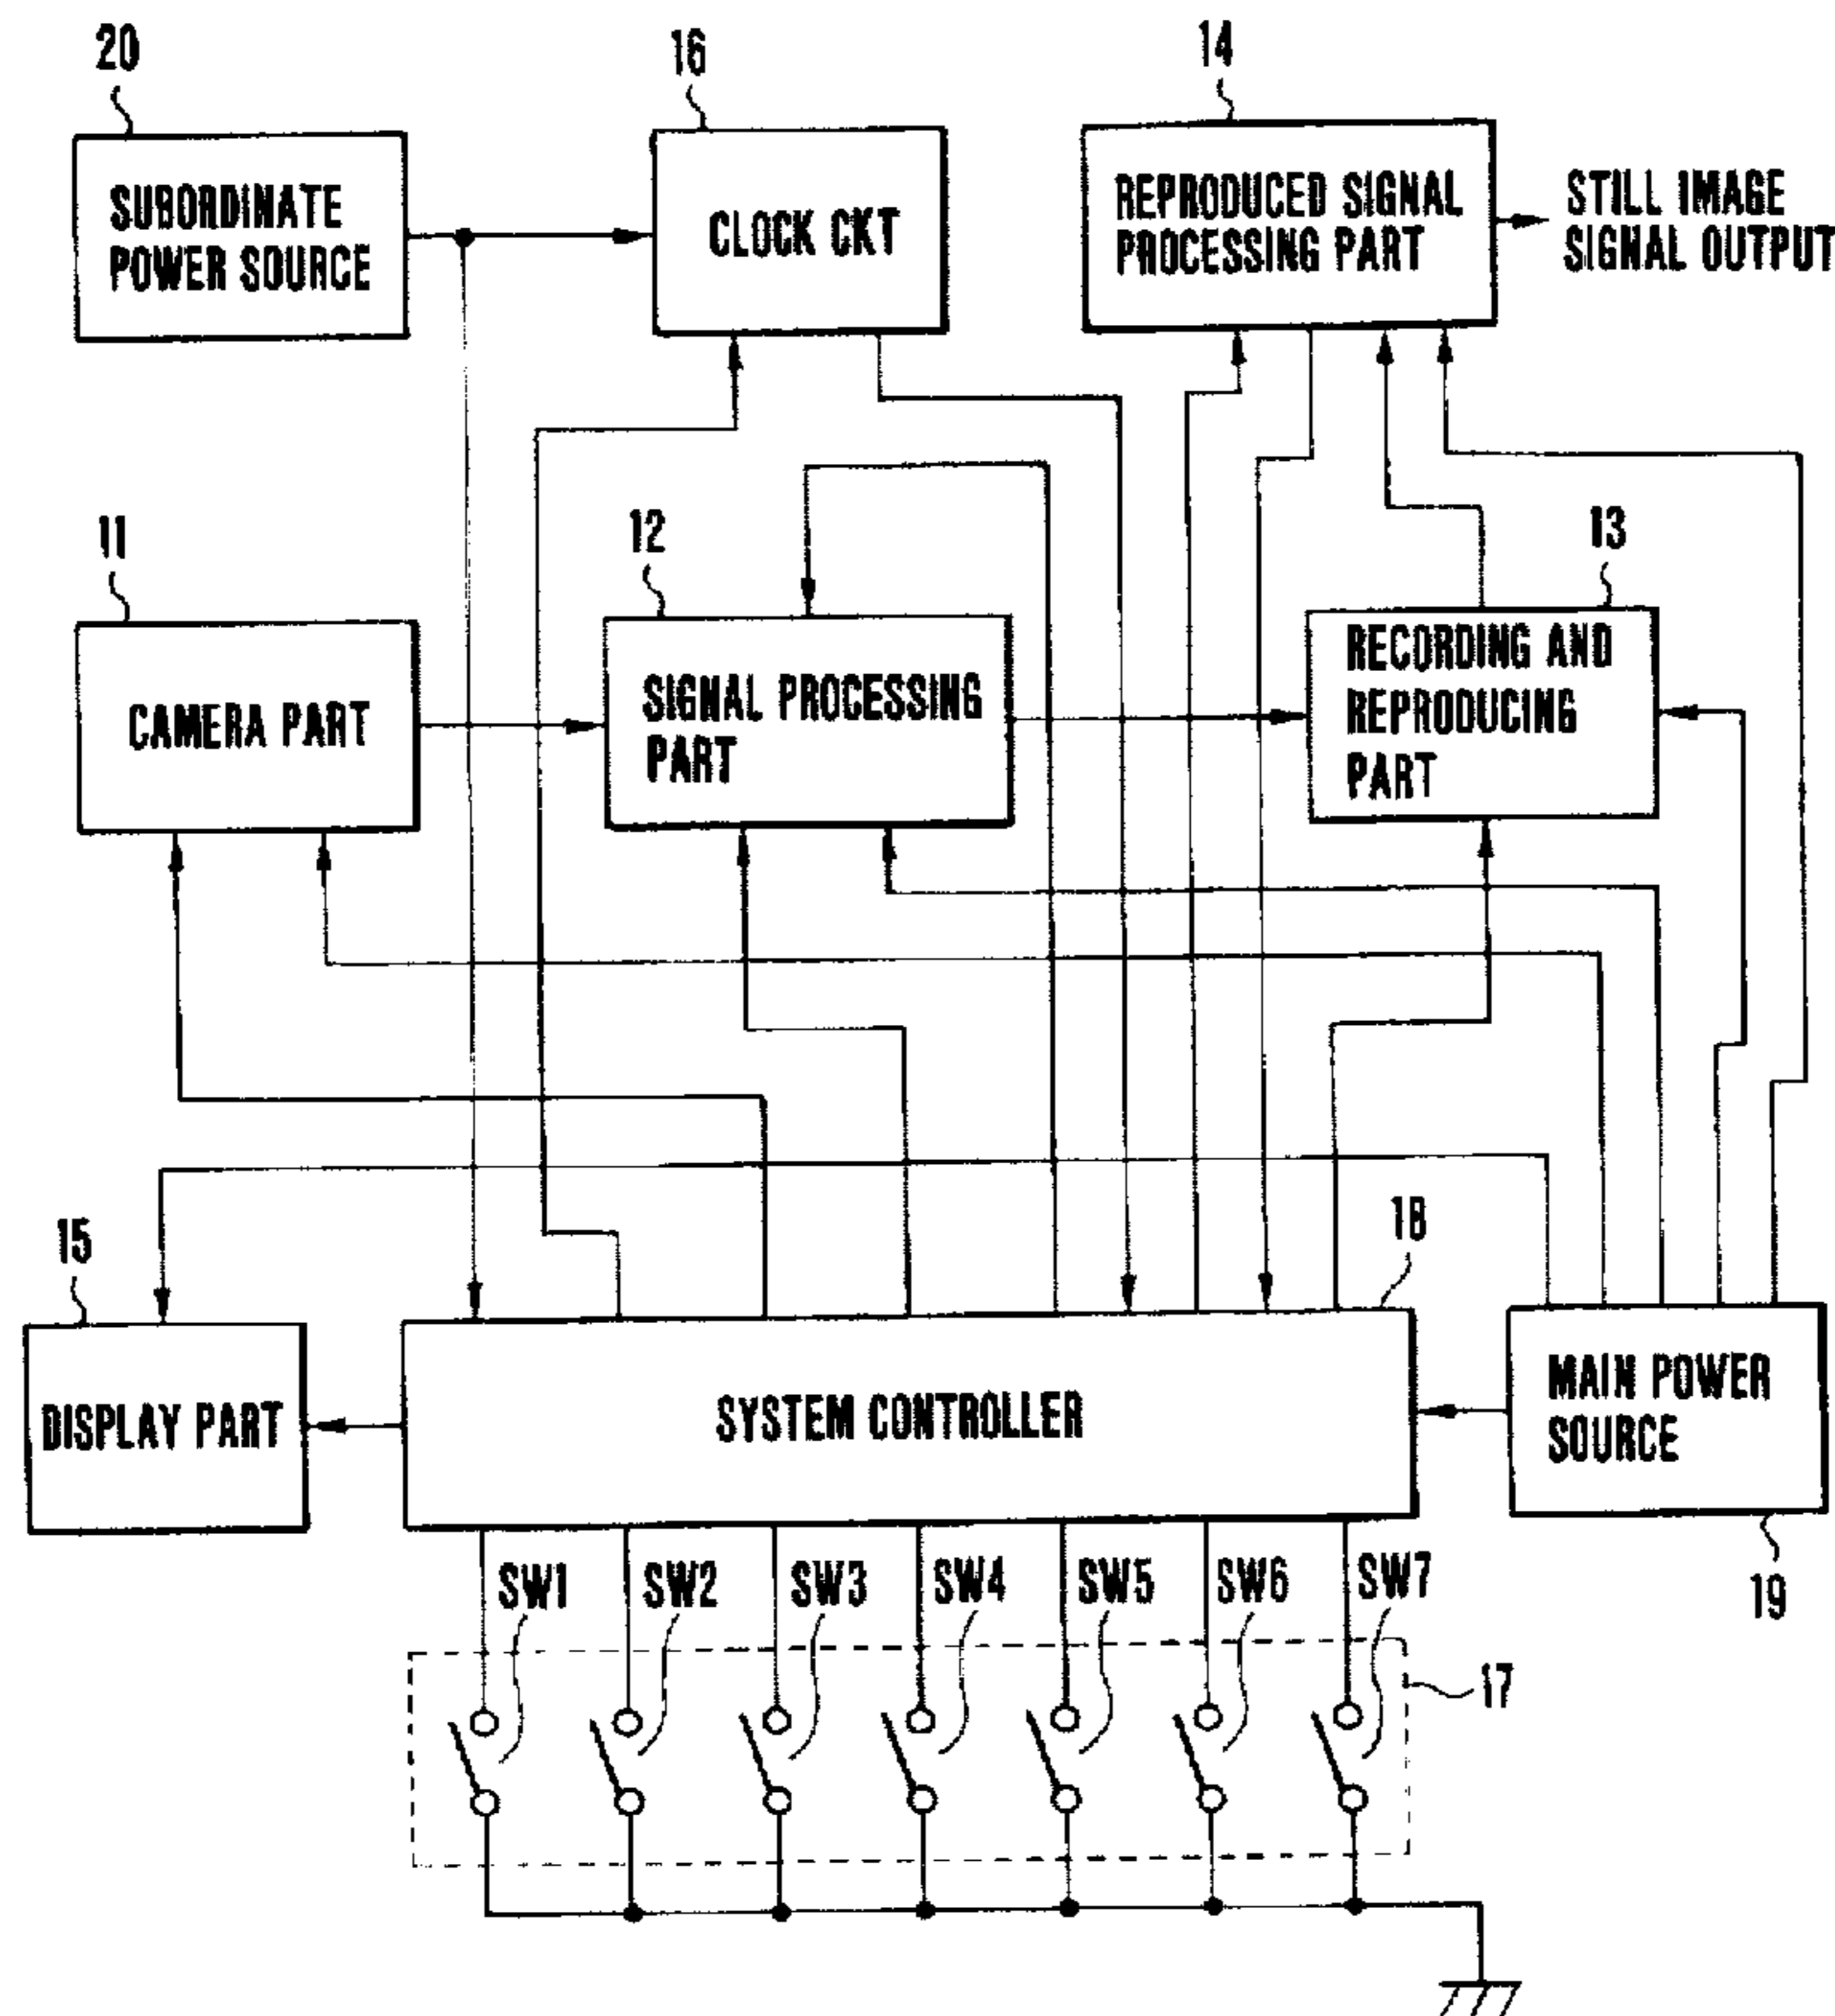 20
16
14
SUBORDINATE
POWER SOURCE
CLOCK CKT
REPRODUCED SIGNAL
PROCESSING PART
STILL IMAGE
SIGNAL OUTPUT
11
12
13
CAMERA PART
SIGNAL PROCESSING
PART
RECORDING AND
REPRODUCING
PART
15
18
DISPLAY PART
SYSTEM CONTROLLER
MAIN POWER
SOURCE
19
SW1
SW2
SW3
SW4
SW5
SW6
SW7
17